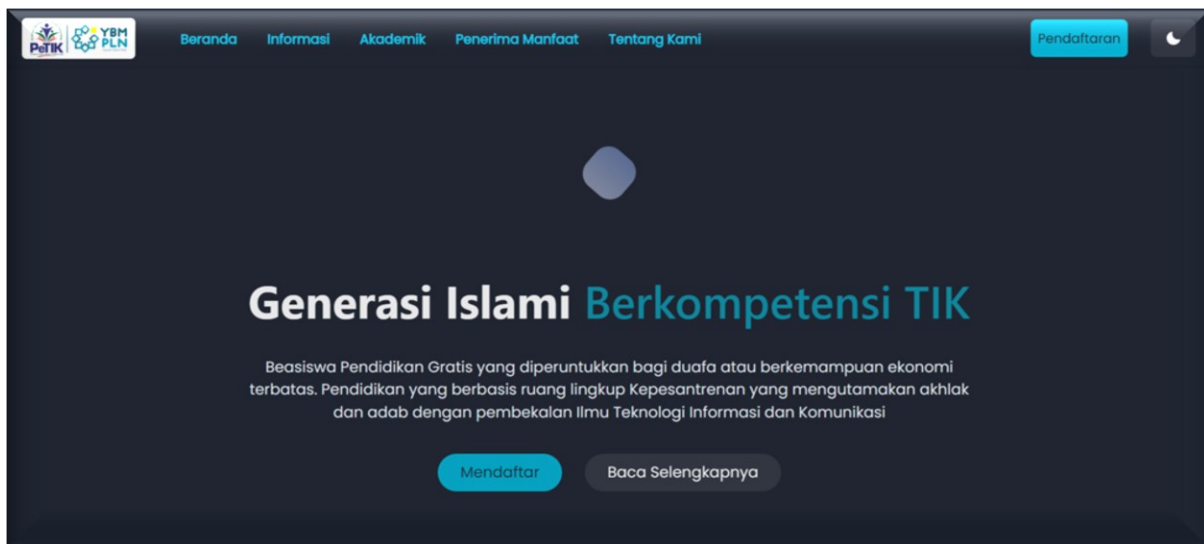 PeTIK YBM PLN
Beranda Informasi Akademik Penerima Manfaat Tentang Kami Pendaftaran
Generasi Islami Berkompetensi TIK
Beasiswa Pendidikan Gratis yang diperuntukkan bagi duafa atau berkemampuan ekonomi
terbatas. Pendidikan yang berbasis ruang lingkup Kepesantrenan yang mengutamakan akhlak
dan adab dengan pembekalan Ilmu Teknologi Informasi dan Komunikasi
Mendaftar Baca Selengkapnya